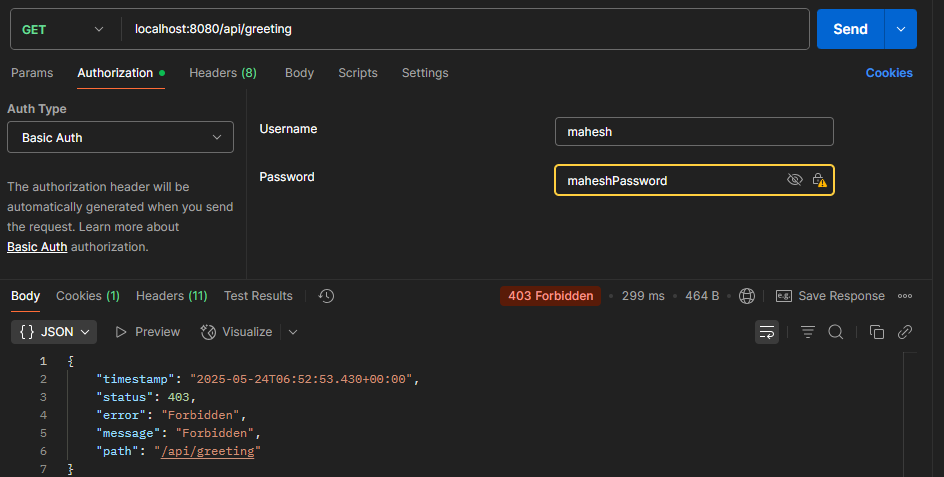 GET localhost:8080/api/greeting Send
Params Authorization Headers (8) Body Scripts Settings Cookies
Auth Type
Basic Auth
The authorization header will be
automatically generated when you send
the request. Learn more about
Basic Auth authorization.
Username mahesh
Password maheshPassword
Body Cookies (1) Headers (11) Test Results 403 Forbidden • 299 ms • 464 B • e.g. Save Response
{} JSON Preview Visualize
1 {
2 "timestamp": "2025-05-24T06:52:53.430+00:00",
3 "status": 403,
4 "error": "Forbidden",
5 "message": "Forbidden",
6 "path": "/api/greeting"
7 }